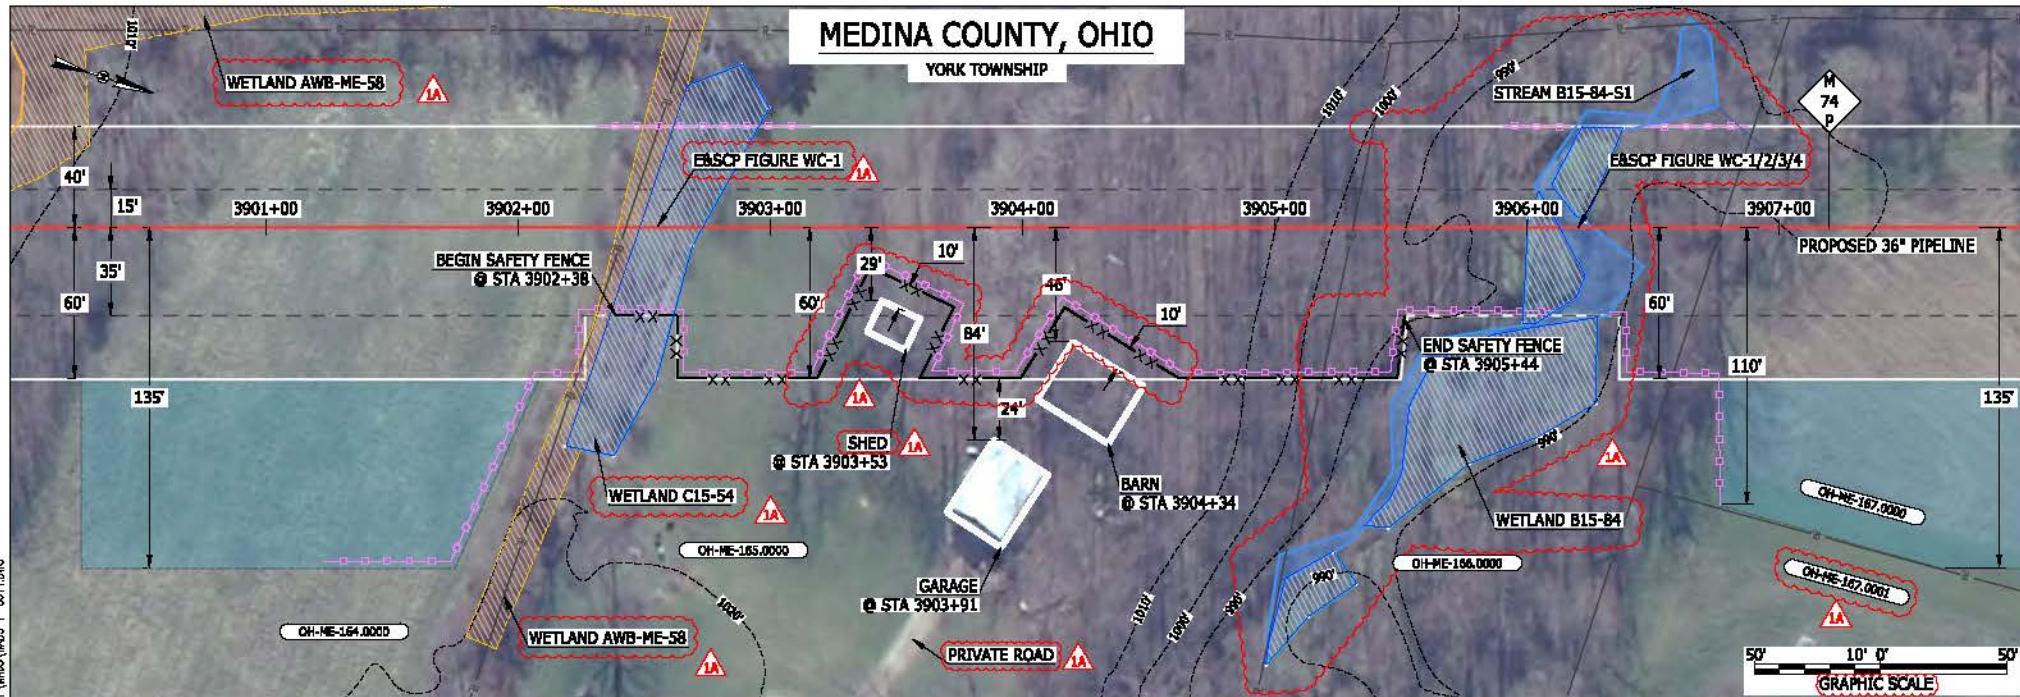 MEDINA COUNTY, OHIO
YORK TOWNSHIP
1010'
WETLAND AWB-ME-58
1A
1010'
1000'
990'
STREAM B15-84-S1
M
74
P
E&SCP FIGURE WC-1
1A
E&SCP FIGURE WC-1/2/3/4
40'
15'
3901+00
3902+00
3903+00
3904+00
3905+00
3906+00
3907+00
PROPOSED 36" PIPELINE
35'
60'
BEGIN SAFETY FENCE
@ STA 3902+38
29'
10'
46'
60'
84'
10'
60'
END SAFETY FENCE
@ STA 3905+44
110'
135'
135'
24'
1A
SHED
@ STA 3903+53
1A
990'
1A
BARN
@ STA 3904+34
WETLAND C15-54
1A
WETLAND B15-84
OH-ME-167.0000
OH-ME-165.0000
OH-ME-166.0000
OH-ME-167.0001
1A
990'
GARAGE
@ STA 3903+91
1020'
1010'
1000'
990'
OH-ME-164.0000
WETLAND AWB-ME-58
1A
PRIVATE ROAD
1A
50'
10'
0'
50'
GRAPHIC SCALE